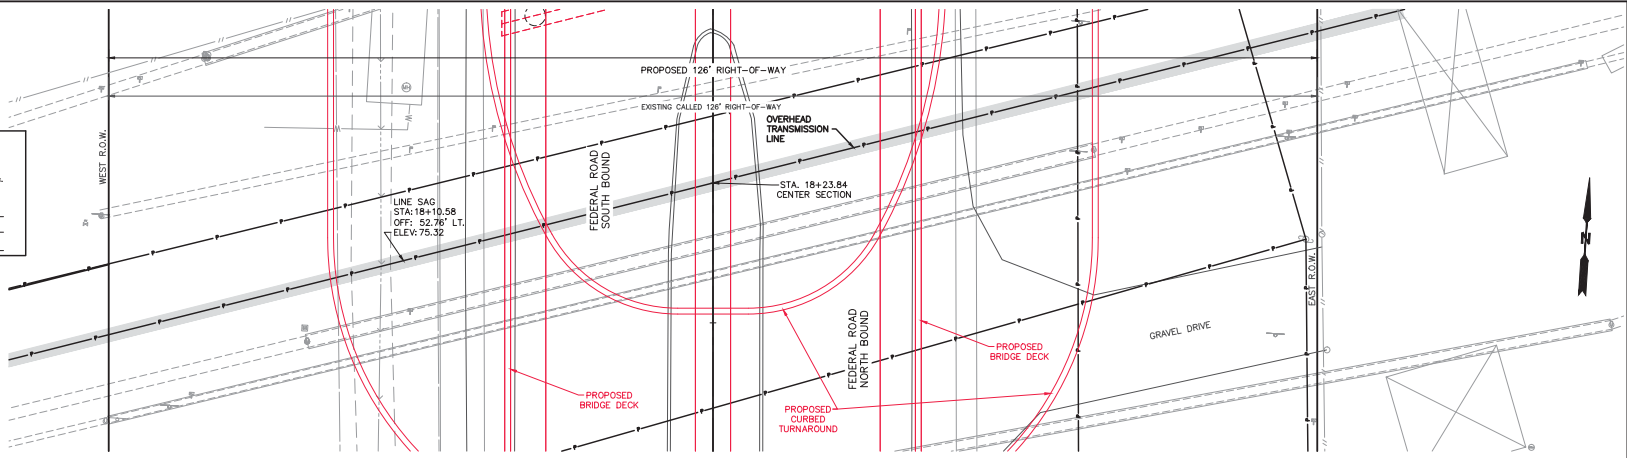 PROPOSED 126' RIGHT-OF-WAY
EXISTING CALLED 126' RIGHT-OF-WAY
OVERHEAD
TRANSMISSION
LINE
WEST R.O.W.
FEDERAL ROAD
SOUTH BOUND
STA. 18+23.84
CENTER SECTION
LINE SAG
STA:18+10.58
OFF: 52.76' LT.
ELEV: 75.32
N
EAST R.O.W.
FEDERAL ROAD
NORTH BOUND
GRAVEL DRIVE
PROPOSED
BRIDGE DECK
PROPOSED
BRIDGE DECK
PROPOSED
CURBED
TURNAROUND